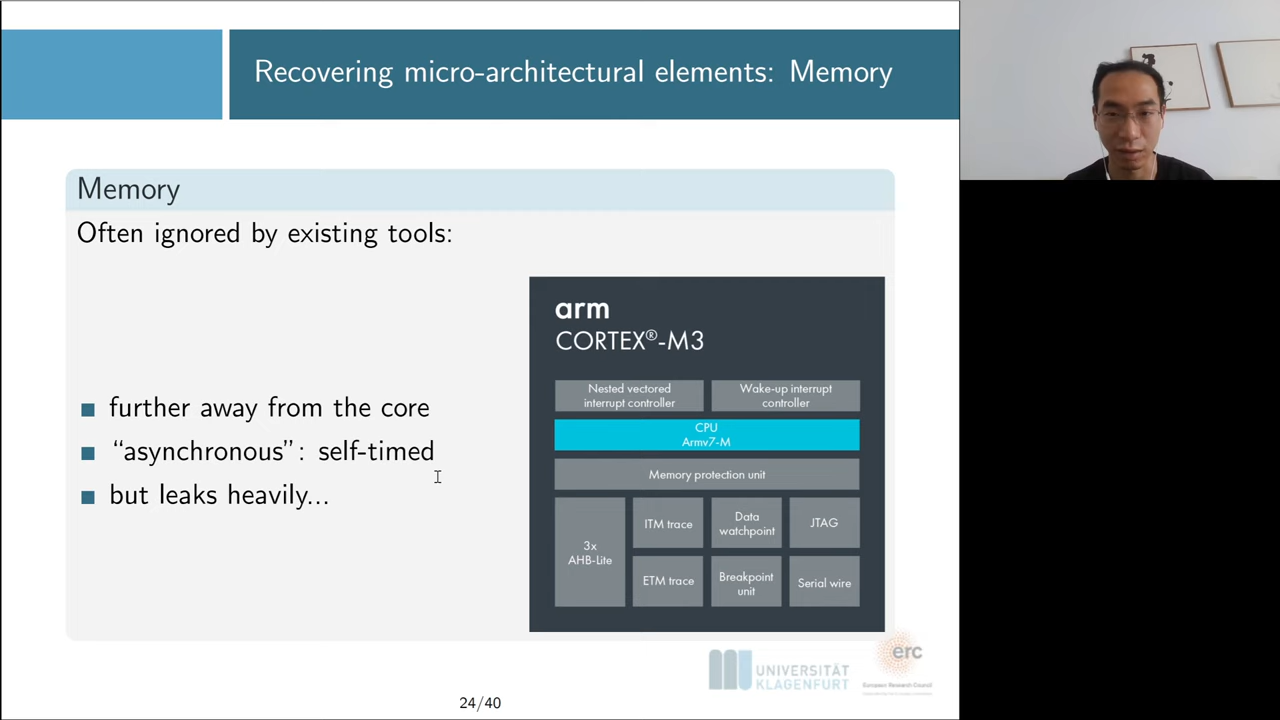 Recovering micro-architectural elements: Memory
Memory
Often ignored by existing tools:
further away from the core
"asynchronous": self-timed
but leaks heavily...
arm
CORTEX®-M3
Nested vectored
interrupt controller
Wake-up interrupt
controller
CPU
Armv7-M
Memory protection unit
3x
AHB-Lite
ITM trace
Data
watchpoint
JTAG
ETM trace
Breakpoint
unit
Serial wire
UNIVERSITÄT
KLAGENFURT
erc
European Research Council
24/40